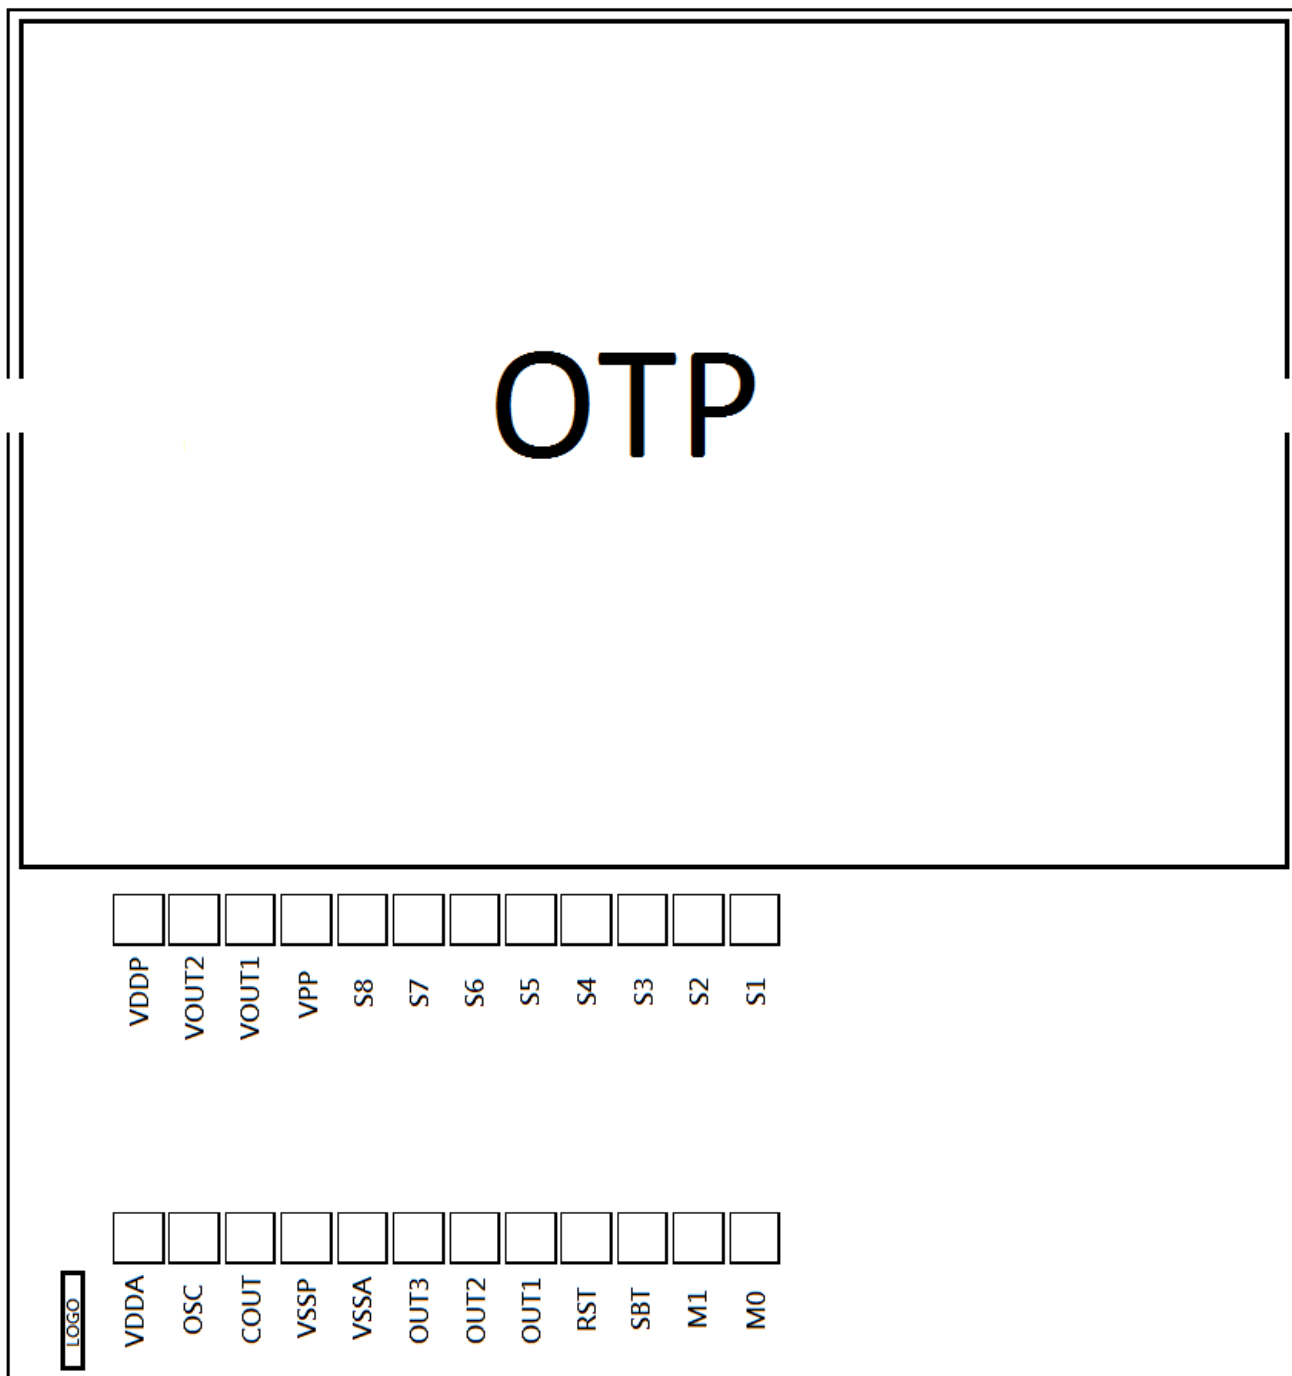 OTP
VDDP VOUT2 VOUT1 VPP S8 S7 S6 S5 S4 S3 S2 S1
LOGO VDDA OSC COUT VSSP VSSA OUT3 OUT2 OUT1 RST SBT M1 M0